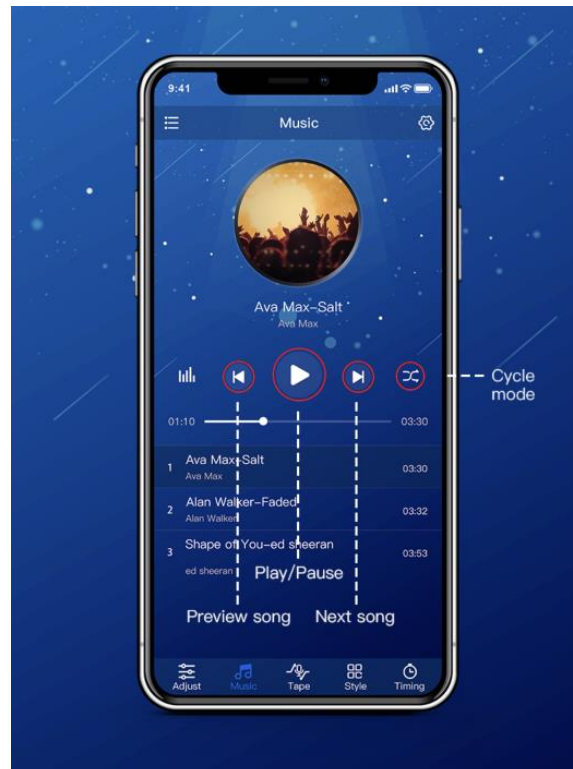 9:41
Music
Ava Max-Salt
Ava Max
Cycle
mode
01:10
03:30
1 Ava Max-Salt 03:30
Ava Max
2 Alan Walker-Faded 03:32
Alan Walker
3 Shape of You-ed sheeran 03:53
ed sheeran
Play/Pause
Preview song Next song
Adjust Music Tape Style Timing